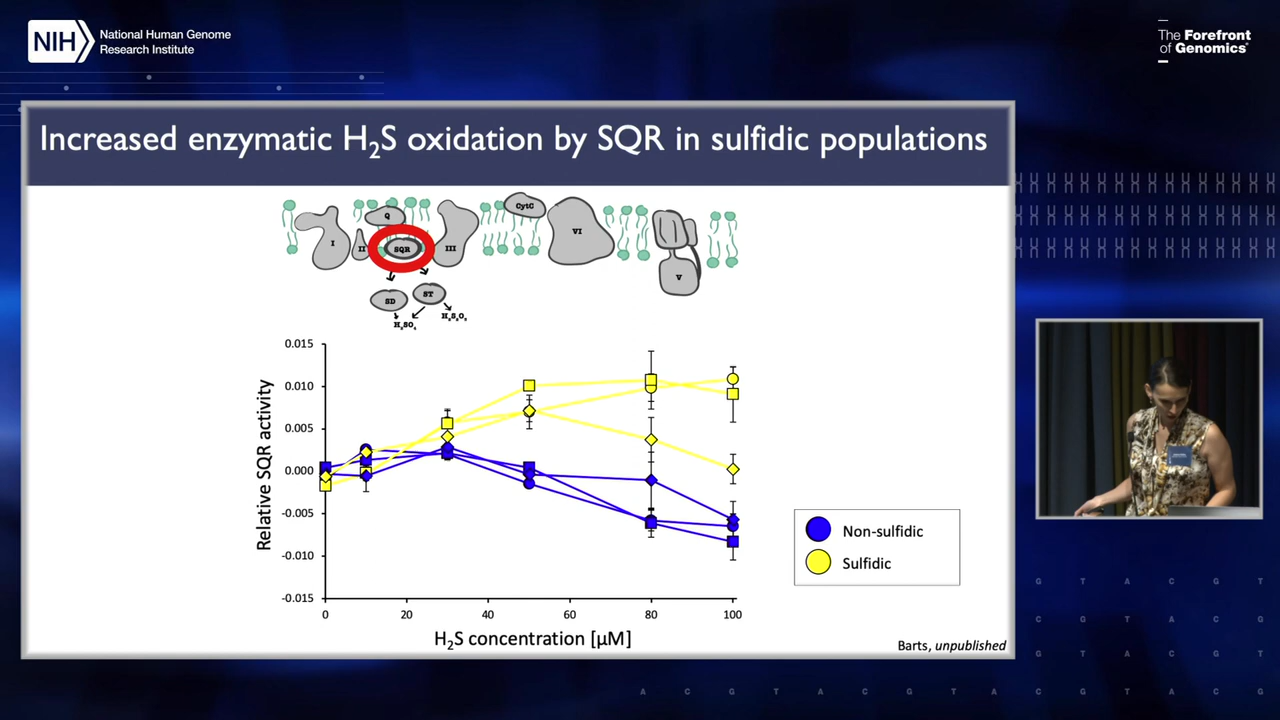 NIH
National Human Genome
Research Institute
The Forefront
of Genomics®
Increased enzymatic H₂S oxidation by SQR in sulfidic populations
I
II
Q
SQR
III
CytC
VI
V
SD
ST
H₂SO₄
H₂S₂O₃
Relative SQR activity
0.015
0.010
0.005
0.000
-0.005
-0.010
-0.015
0
20
40
60
80
100
H₂S concentration [µM]
Non-sulfidic
Sulfidic
Barts, unpublished
G T A C G T
C G T A C G
G T A C G T
A C G T A C G T A C G T A C G